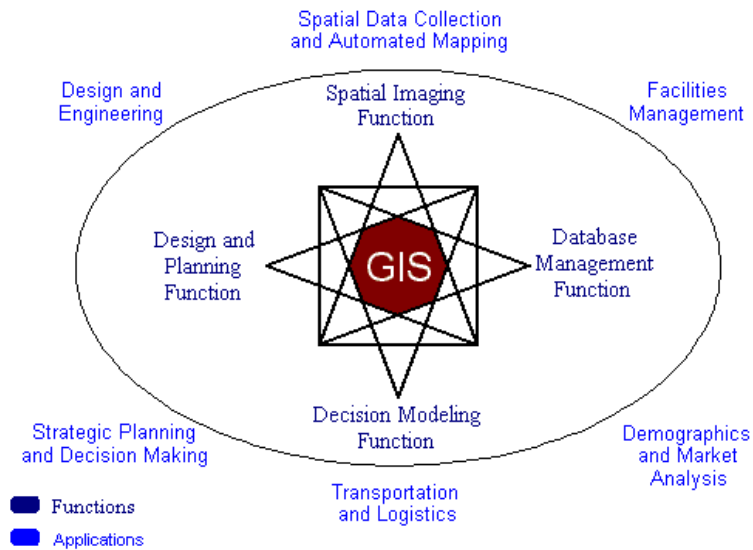 Spatial Data Collection
and Automated Mapping
Design and
Engineering
Facilities
Management
Spatial Imaging
Function
Design and
Planning
Function
GIS
Database
Management
Function
Decision Modeling
Function
Strategic Planning
and Decision Making
Demographics
and Market
Analysis
Transportation
and Logistics
Functions
Applications